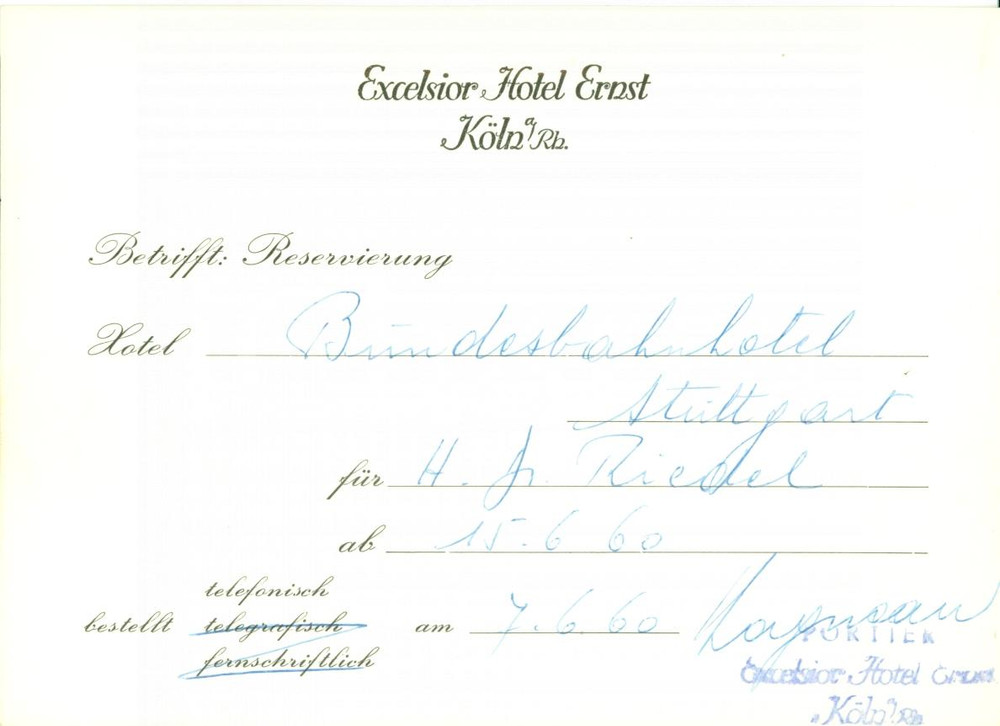 Excelsior Hotel Ernst
Köln a/Rh.
Betrifft: Reservierung
Hotel Bundesbahnhotel
Stuttgart
für H. Riedel
ab 15.6.60
telefonisch
bestellt telegrafisch am 7.6.60
fernschriftlich
PORTIER
Excelsior Hotel Ernst
Köln a/Rh.